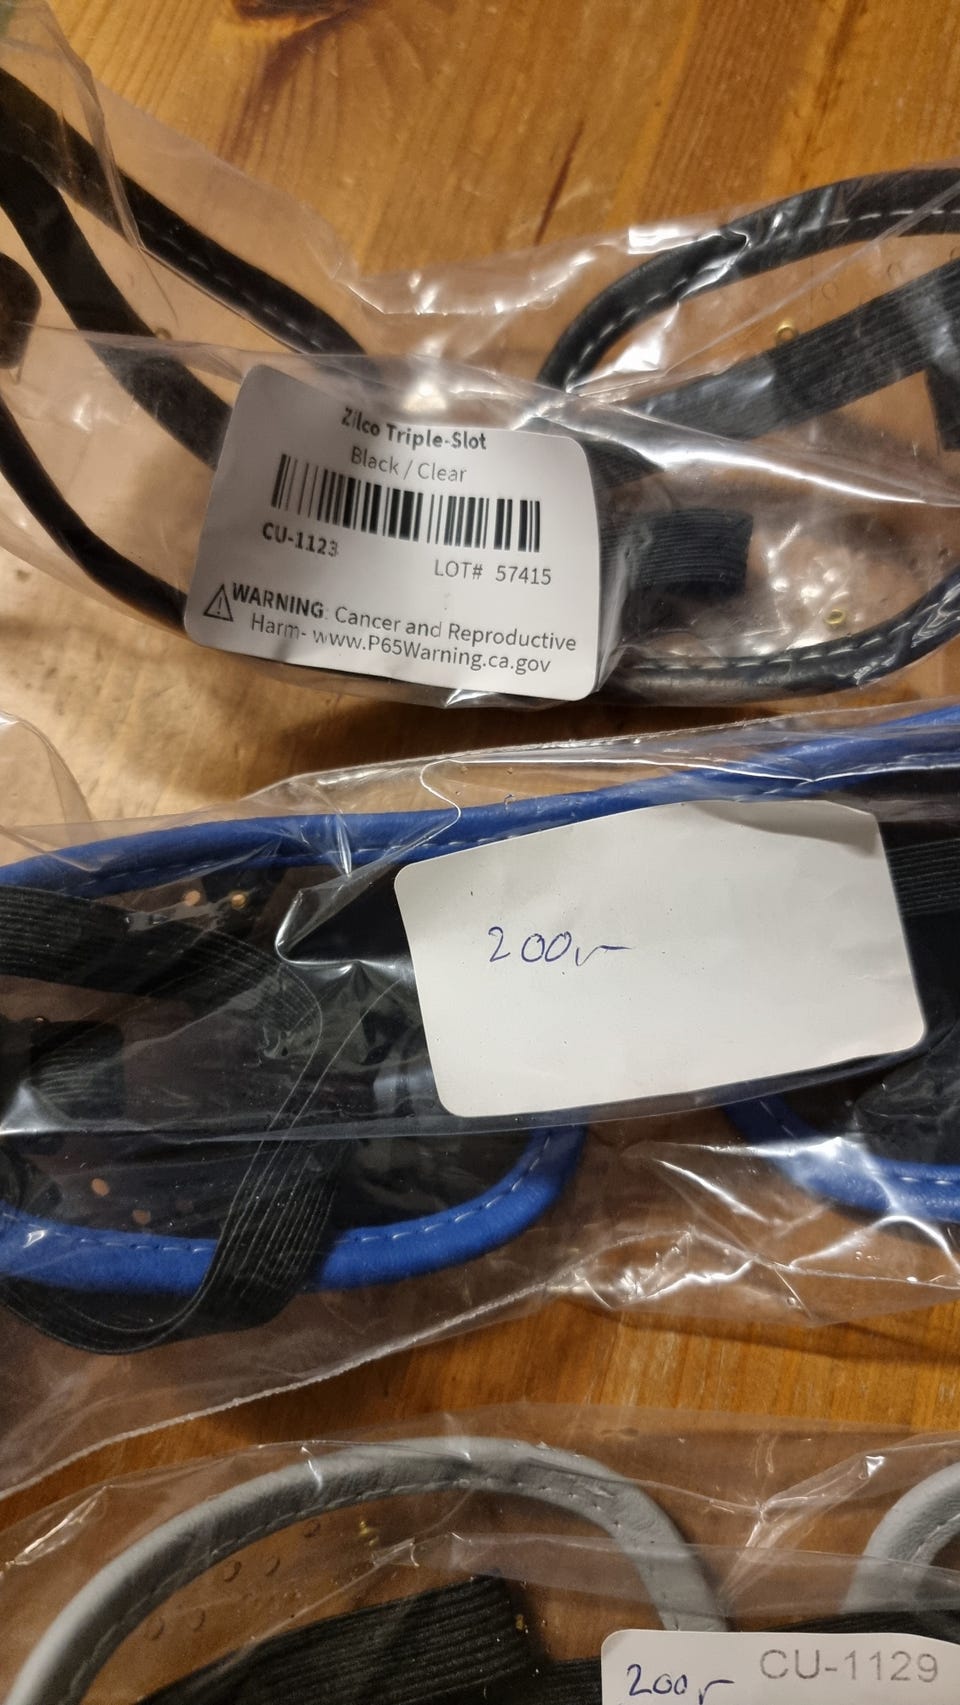 Zilco Triple-Slot
Black / Clear
CU-1123
LOT# 57415
WARNING: Cancer and Reproductive
Harm- www.P65Warning.ca.gov
200,-
200,- CU-1129